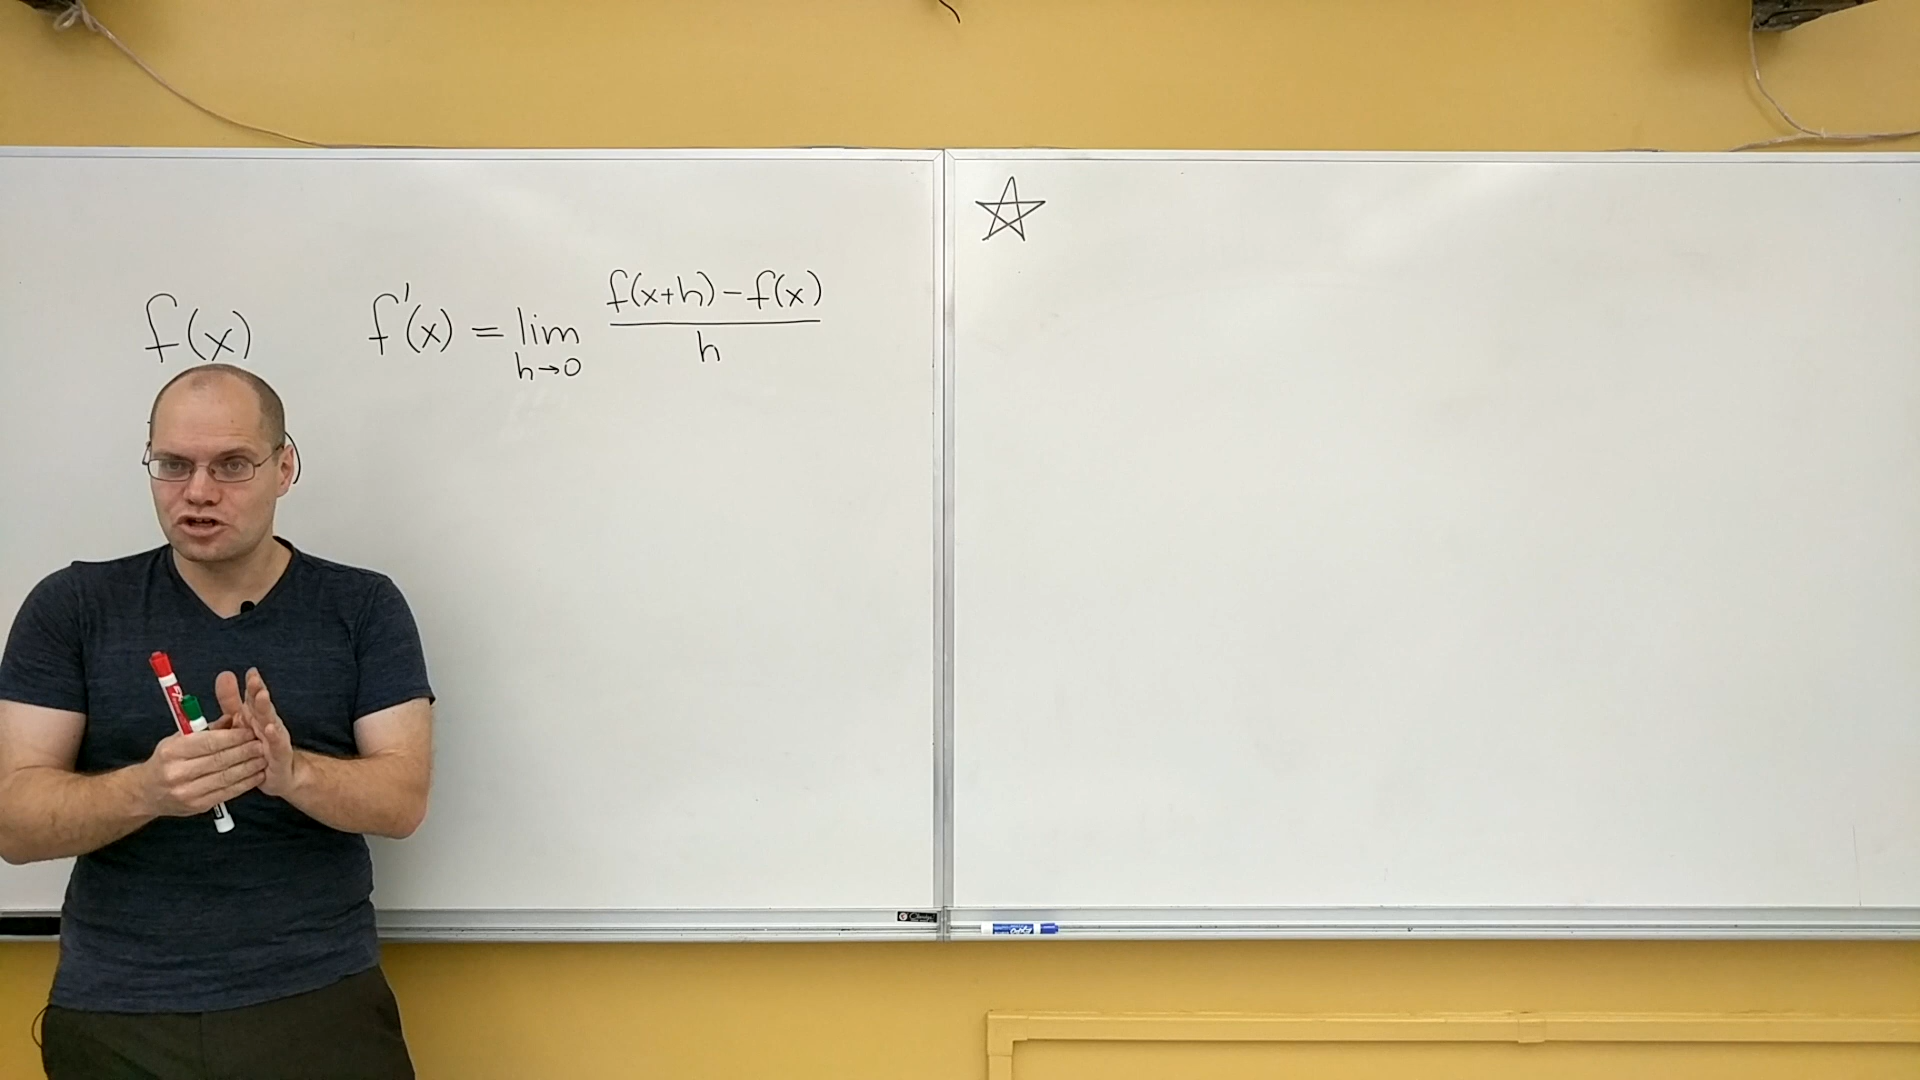 f(x) f'(x) = lim h→0 f(x+h) − f(x) / h